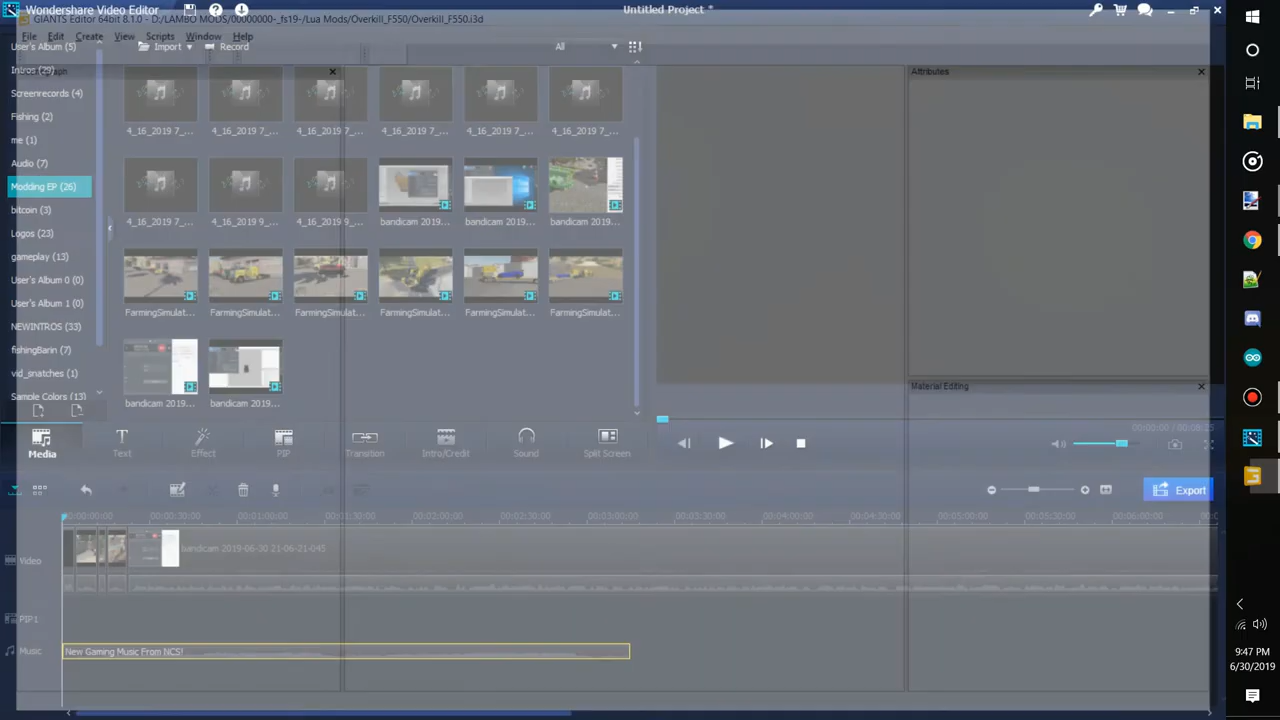 Wondershare Video Editor
Untitled Project *
GIANTS Editor 64bit 8.1.0 - D:/LAMBO MODS/00000000-_fs19-/Lua Mods/Overkill_F550/Overkill_F550.i3d
File Edit Create View Scripts Window Help
User's Album (5)
Import
Record
All
Intros (29)
Attributes
Screenrecords (4)
Fishing (2)
4_16_2019 7_... 4_16_2019 7_... 4_16_2019 7_... 4_16_2019 7_... 4_16_2019 7_... 4_16_2019 7_...
me (1)
Audio (7)
Modding EP (26)
bitcoin (3)
4_16_2019 7_... 4_16_2019 9_... 4_16_2019 9_... bandicam 2019... bandicam 2019... bandicam 2019...
Logos (23)
gameplay (13)
User's Album 0 (0)
User's Album 1 (0)
FarmingSimulat... FarmingSimulat... FarmingSimulat... FarmingSimulat... FarmingSimulat... FarmingSimulat...
NEWINTROS (33)
fishingBarin (7)
vid_snatches (1)
Sample Colors (13)
bandicam 2019... bandicam 2019...
Material Editing
Media Text Effect PIP Transition Intro/Credit Sound Split Screen
Export
00:00:00:00 00:00:30:00 00:01:00:00 00:01:30:00 00:02:00:00 00:02:30:00 00:03:00:00 00:03:30:00 00:04:00:00 00:04:30:00 00:05:00:00 00:05:30:00 00:06:00:00
Video
bandicam 2019-06-30 21-06-21-045
PIP1
Music
New Gaming Music From NCS!
9:47 PM
6/30/2019